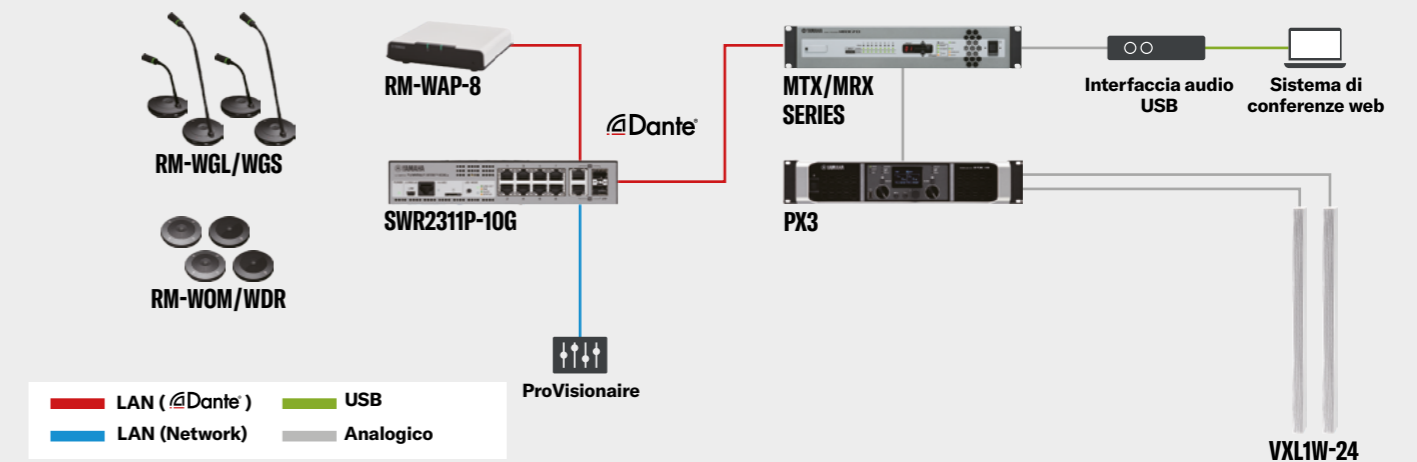 RM-WGL/WGS
RM-WOM/WDR
RM-WAP-8
Dante®
YAMAHA
SWR2311P-10G
ProVisionaire
MTX/MRX
SERIES
PX3
Interfaccia audio
USB
Sistema di
conferenze web
VXL1W-24
LAN ( Dante® )
USB
LAN (Network)
Analogico